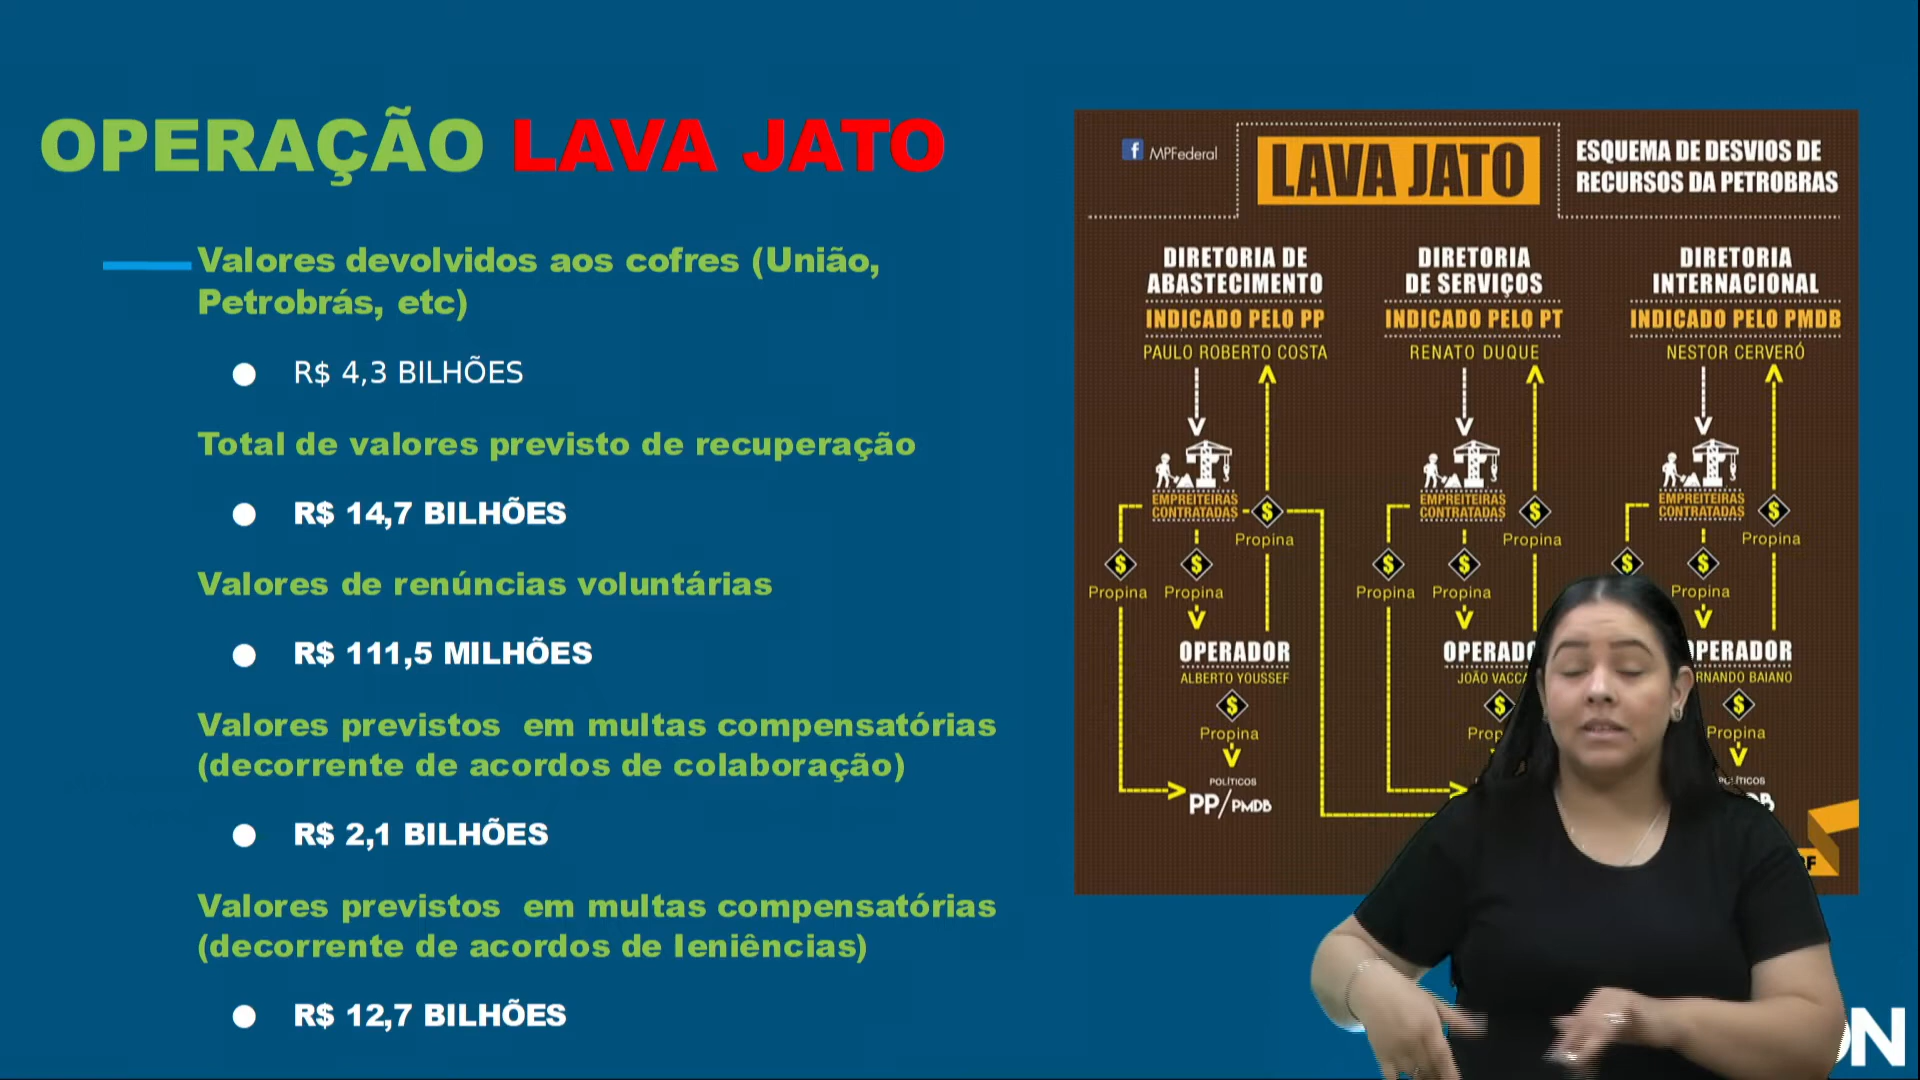 OPERAÇÃO LAVA JATO
Valores devolvidos aos cofres (União,
Petrobrás, etc)
● R$ 4,3 BILHÕES
Total de valores previsto de recuperação
● R$ 14,7 BILHÕES
Valores de renúncias voluntárias
● R$ 111,5 MILHÕES
Valores previstos em multas compensatórias
(decorrente de acordos de colaboração)
● R$ 2,1 BILHÕES
Valores previstos em multas compensatórias
(decorrente de acordos de leniências)
● R$ 12,7 BILHÕES
f MPFederal
LAVA JATO
ESQUEMA DE DESVIOS DE
RECURSOS DA PETROBRAS
DIRETORIA DE
ABASTECIMENTO
INDICADO PELO PP
PAULO ROBERTO COSTA
EMPREITEIRAS
CONTRATADAS
$
Propina
$ $
Propina Propina
OPERADOR
ALBERTO YOUSSEF
$
Propina
POLÍTICOS
PP/PMDB
DIRETORIA
DE SERVIÇOS
INDICADO PELO PT
RENATO DUQUE
EMPREITEIRAS
CONTRATADAS
$
Propina
$ $
Propina Propina
JOÃO
$
DIRETORIA
INTERNACIONAL
INDICADO PELO PMDB
NESTOR CERVERÓ
EMPREITEIRAS
CONTRATADAS
$
Propina
$ $
Propina
BAIANO
$
Propina